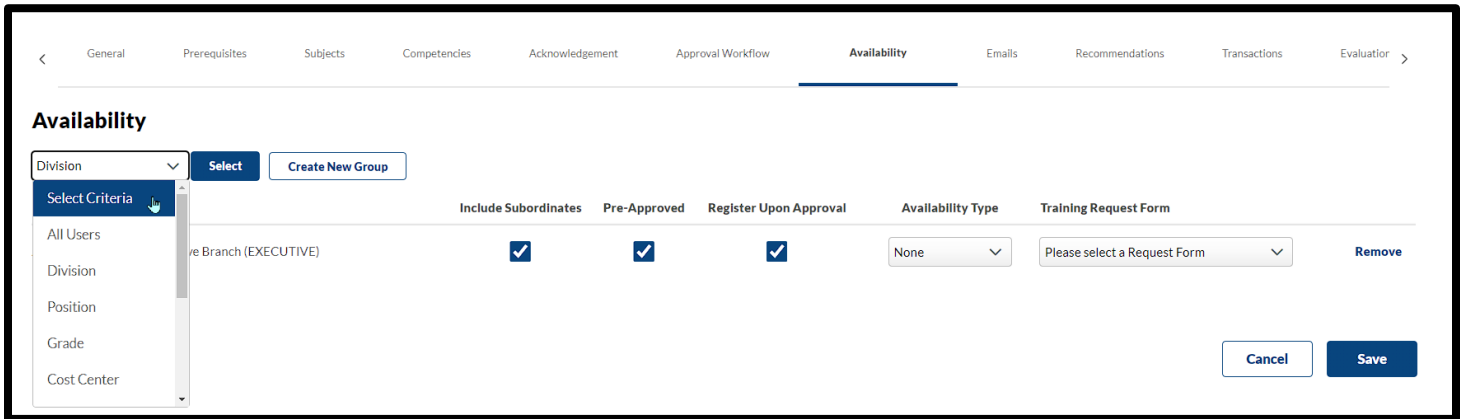 General Prerequisites Subjects Competencies Acknowledgement Approval Workflow Availability Emails Recommendations Transactions Evaluation
Availability
Division Select Create New Group
Select Criteria
Include Subordinates Pre-Approved Register Upon Approval Availability Type Training Request Form
All Users
ve Branch (EXECUTIVE) None Please select a Request Form Remove
Division
Position
Grade
Cost Center
Cancel Save